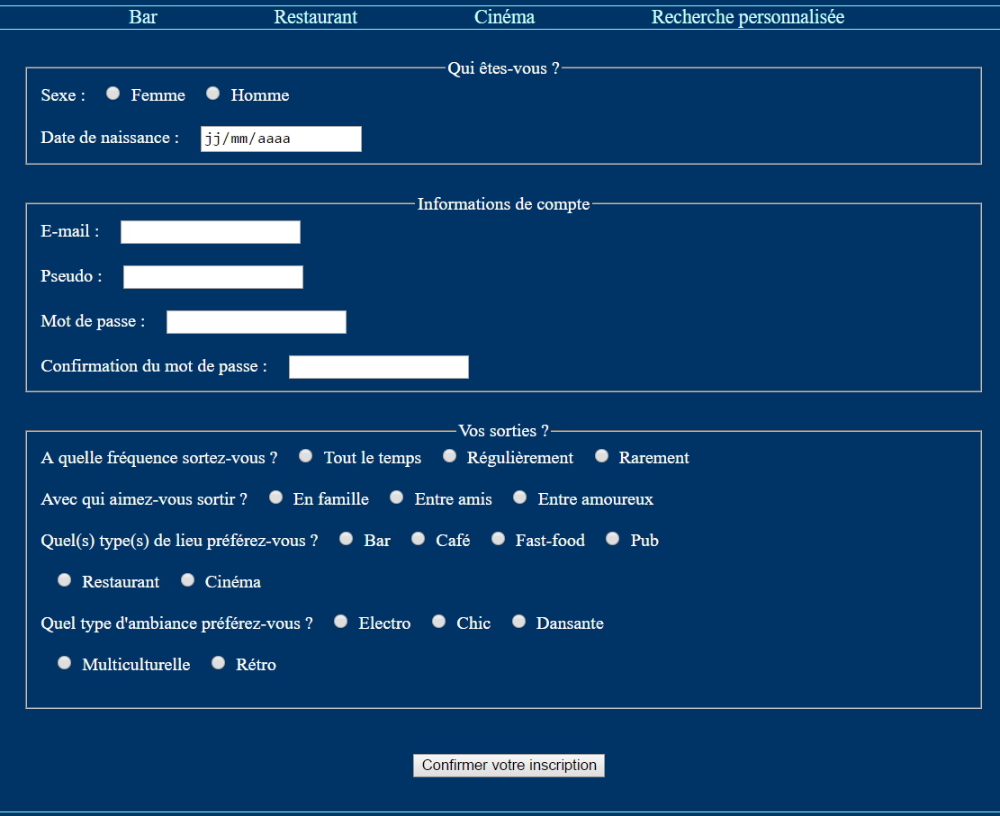 Bar Restaurant Cinéma Recherche personnalisée
Qui êtes-vous ?
Sexe : Femme Homme
Date de naissance : jj/mm/aaaa
Informations de compte
E-mail :
Pseudo :
Mot de passe :
Confirmation du mot de passe :
Vos sorties ?
A quelle fréquence sortez-vous ? Tout le temps Régulièrement Rarement
Avec qui aimez-vous sortir ? En famille Entre amis Entre amoureux
Quel(s) type(s) de lieu préférez-vous ? Bar Café Fast-food Pub
Restaurant Cinéma
Quel type d'ambiance préférez-vous ? Electro Chic Dansante
Multiculturelle Rétro
Confirmer votre inscription